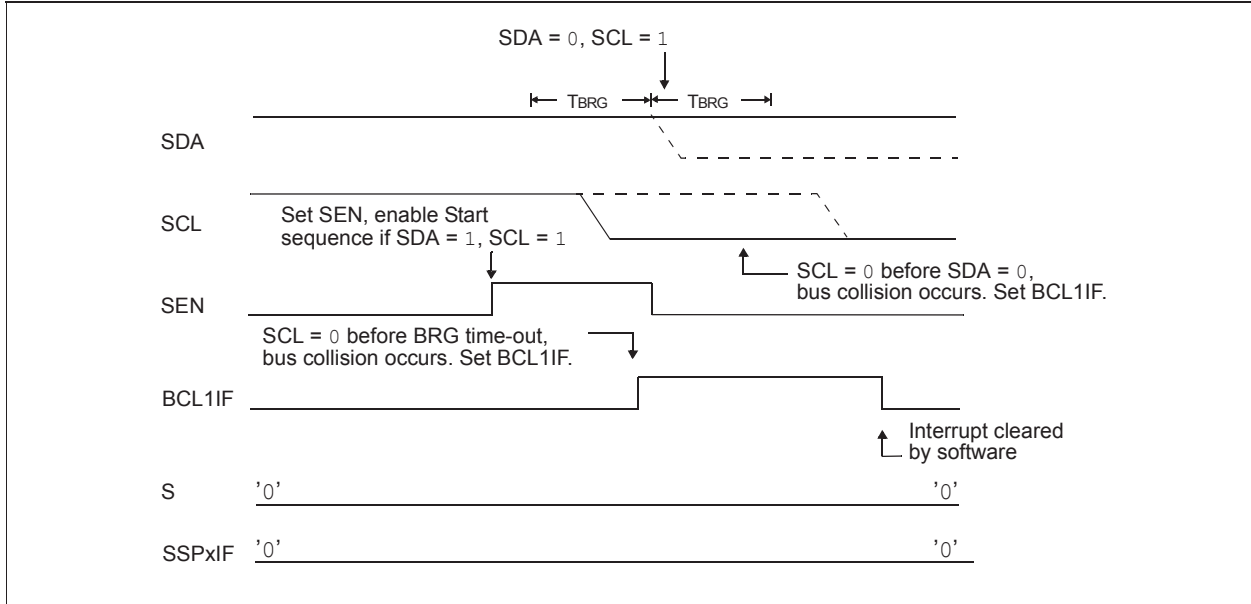 SDA = 0, SCL = 1
TBRG TBRG
SDA
SCL
Set SEN, enable Start
sequence if SDA = 1, SCL = 1
SCL = 0 before SDA = 0,
bus collision occurs. Set BCL1IF.
SEN
SCL = 0 before BRG time-out,
bus collision occurs. Set BCL1IF.
BCL1IF
Interrupt cleared
by software
S '0' '0'
SSPxIF '0' '0'